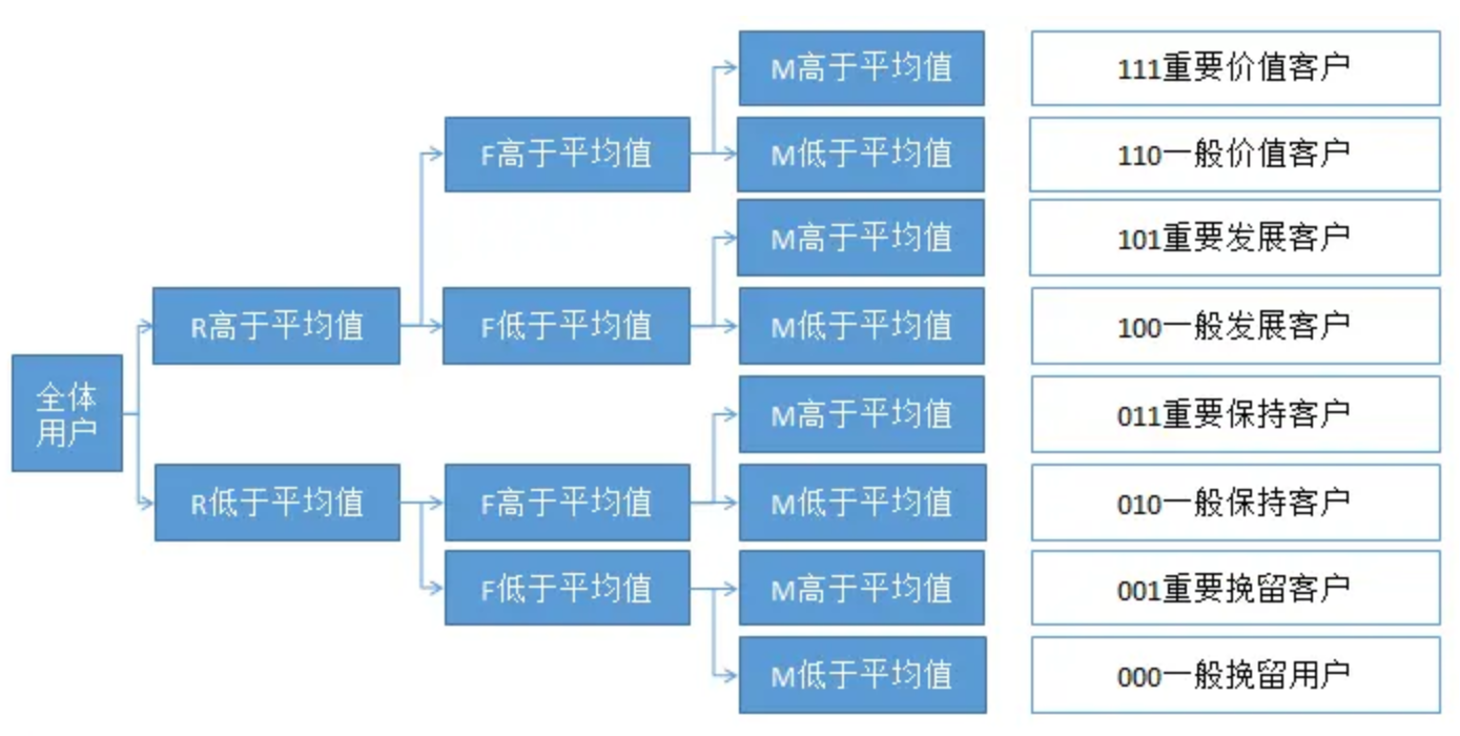 全体
用户
R高于平均值
R低于平均值
F高于平均值
F低于平均值
F高于平均值
F低于平均值
M高于平均值
M低于平均值
M高于平均值
M低于平均值
M高于平均值
M低于平均值
M高于平均值
M低于平均值
111重要价值客户
110一般价值客户
101重要发展客户
100一般发展客户
011重要保持客户
010一般保持客户
001重要挽留客户
000一般挽留用户